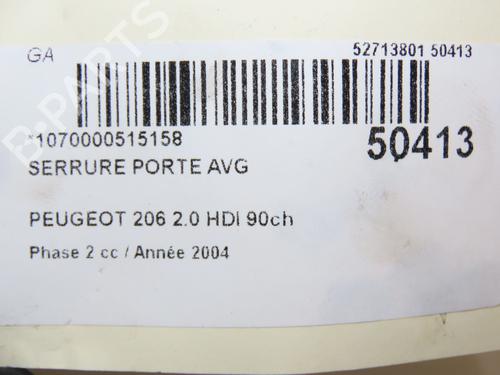 GA
52713801 50413
*1070000515158
50413
SERRURE PORTE AVG
PEUGEOT 206 2.0 HDI 90ch
Phase 2 cc / Année 2004
B-PARTS